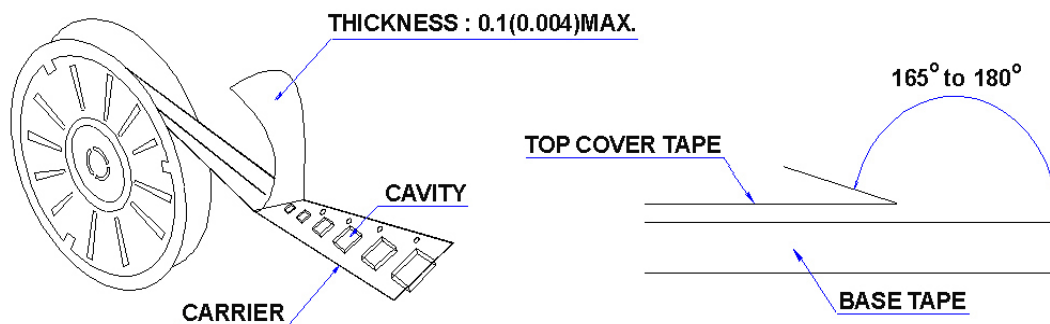 THICKNESS : 0.1(0.004)MAX.
CAVITY
CARRIER
165° to 180°
TOP COVER TAPE
BASE TAPE